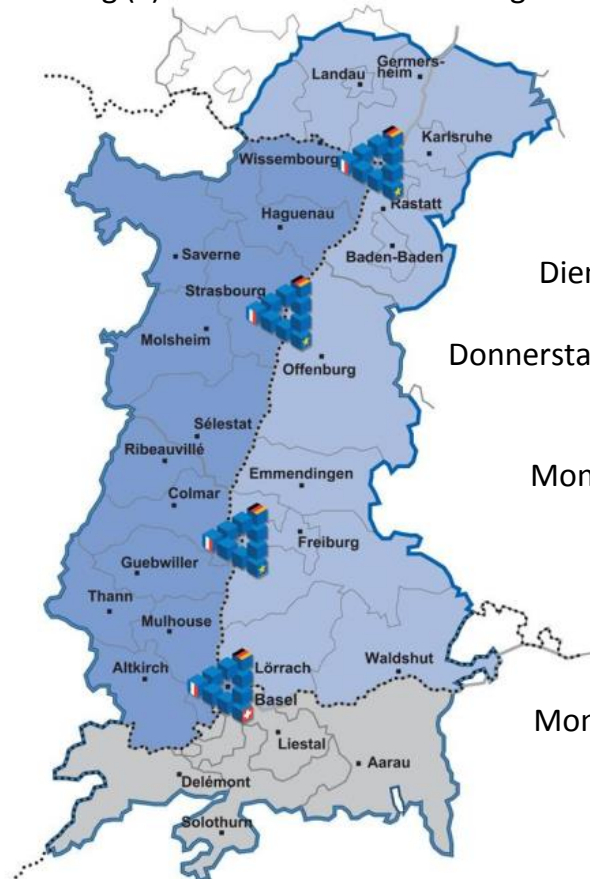 Germers-
heim
Landau
Karlsruhe
Wissembourg
Rastatt
Haguenau
Baden-Baden
Saverne
Strasbourg
Dien
Molsheim
Offenburg
Donnersta
Sélestat
Ribeauvillé
Emmendingen
Mon
Colmar
Freiburg
Guebwiller
Thann
Mulhouse
Altkirch
Lörrach
Waldshut
Basel
Mon
Liestal
Aarau
Delémont
Solothurn